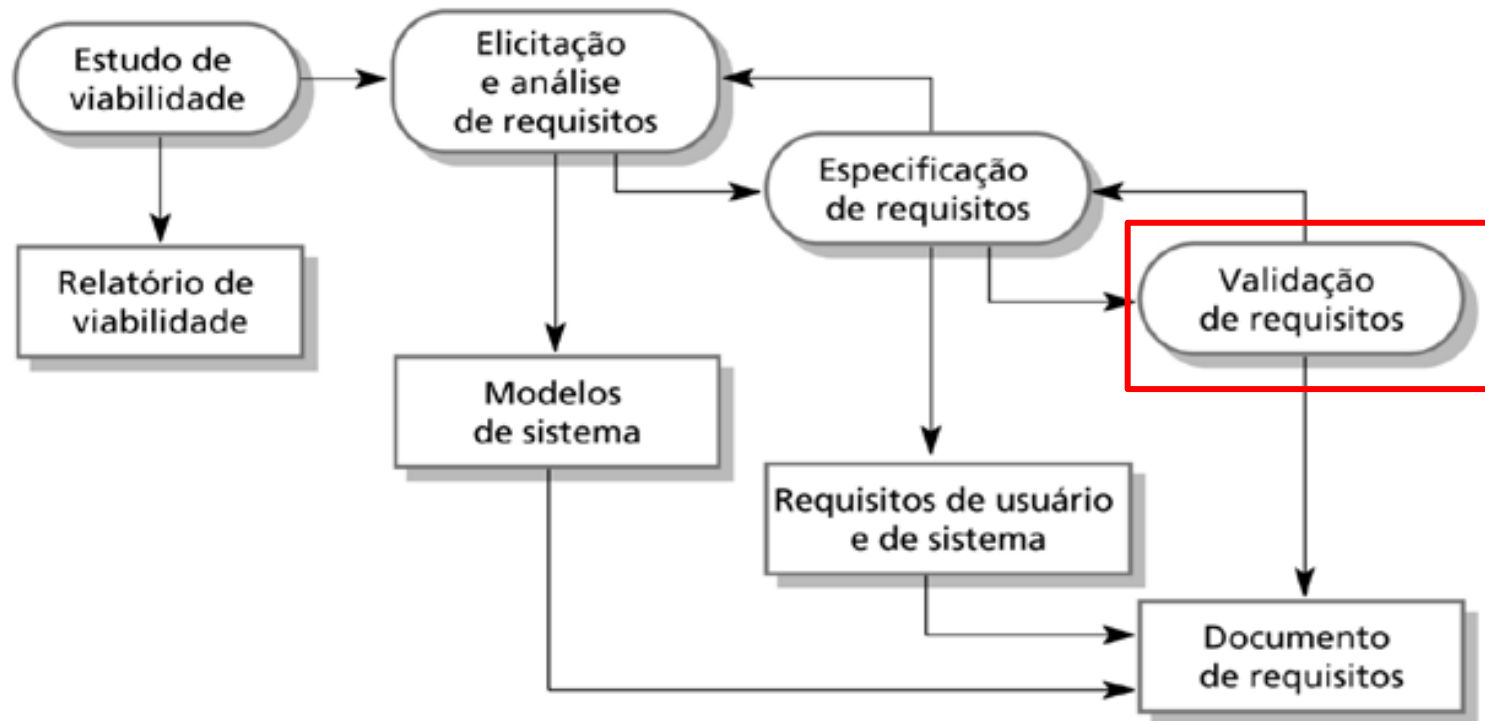 Estudo de
viabilidade
Elicitação
e análise
de requisitos
Especificação
de requisitos
Validação
de requisitos
Relatório de
viabilidade
Modelos
de sistema
Requisitos de usuário
e de sistema
Documento
de requisitos